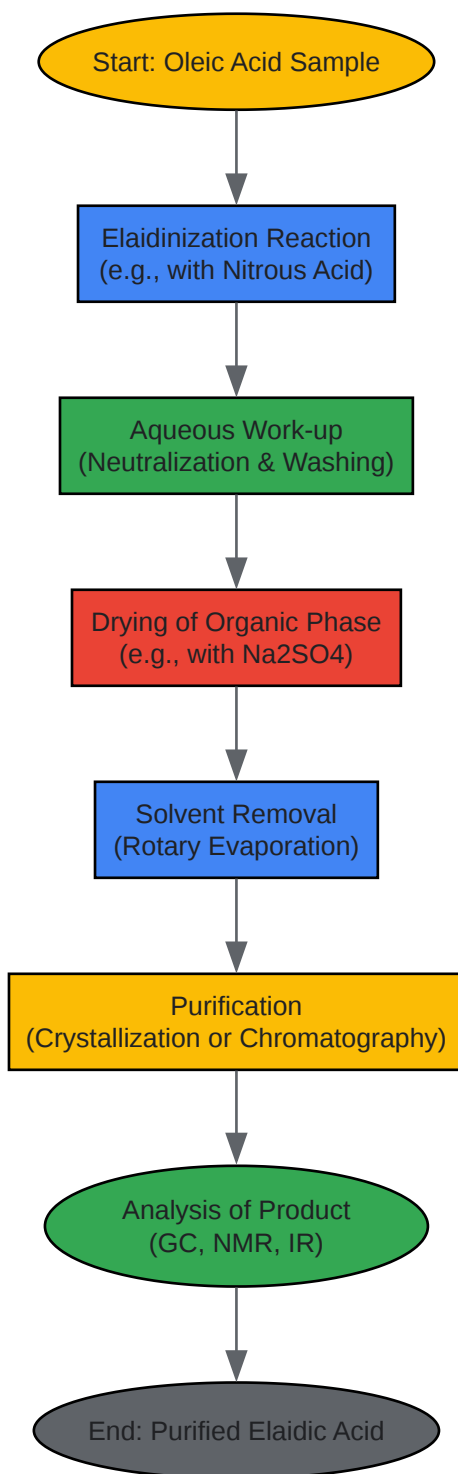 Start: Oleic Acid Sample
Elaidinization Reaction
(e.g., with Nitrous Acid)
Aqueous Work-up
(Neutralization & Washing)
Drying of Organic Phase
(e.g., with Na2SO4)
Solvent Removal
(Rotary Evaporation)
Purification
(Crystallization or Chromatography)
Analysis of Product
(GC, NMR, IR)
End: Purified Elaidic Acid